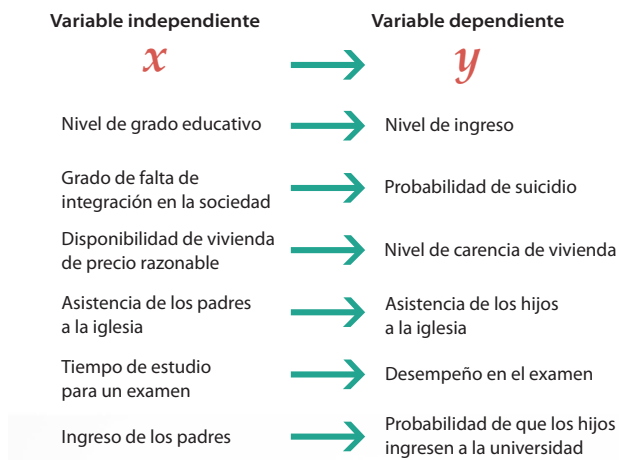 Variable independiente
Variable dependiente
x
y
Nivel de grado educativo
Nivel de ingreso
Grado de falta de
integración en la sociedad
Probabilidad de suicidio
Disponibilidad de vivienda
de precio razonable
Nivel de carencia de vivienda
Asistencia de los padres
a la iglesia
Asistencia de los hijos
a la iglesia
Tiempo de estudio
para un examen
Desempeño en el examen
Ingreso de los padres
Probabilidad de que los hijos
ingresen a la universidad